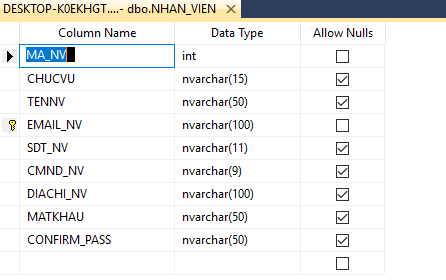 DESKTOP-K0EKHGT....- dbo.NHAN_VIEN
Column Name Data Type Allow Nulls
MA_NV int
CHUCVU nvarchar(15)
TENNV nvarchar(50)
EMAIL_NV nvarchar(100)
SDT_NV nvarchar(11)
CMND_NV nvarchar(9)
DIACHI_NV nvarchar(100)
MATKHAU nvarchar(50)
CONFIRM_PASS nvarchar(50)